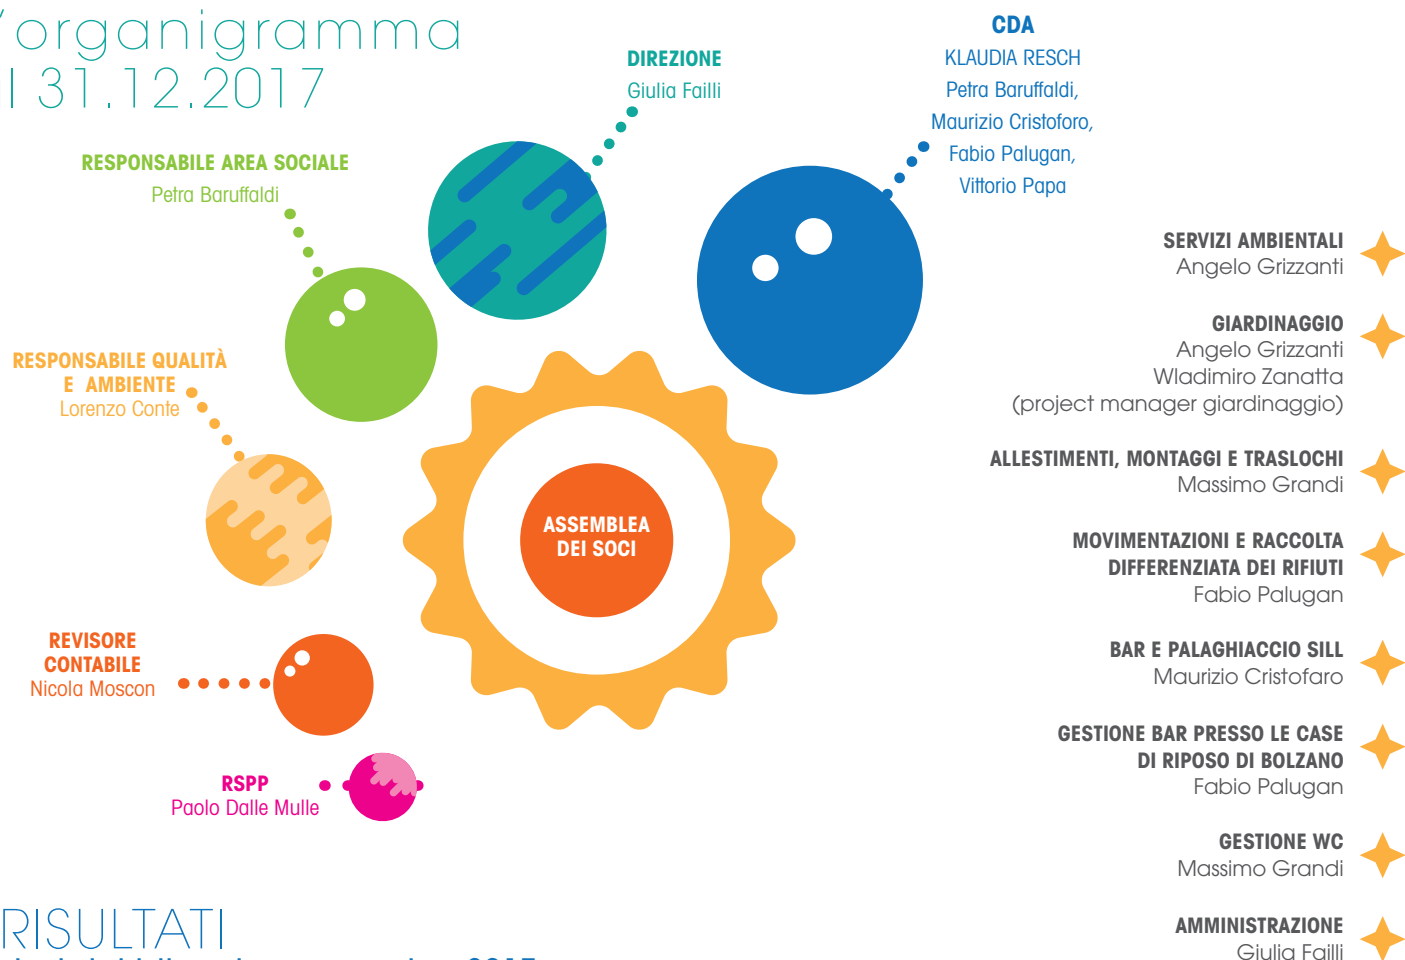 'organigramma
l 31.12.2017
DIREZIONE
Giulia Failli
CDA
KLAUDIA RESCH
Petra Baruffaldi,
Maurizio Cristoforo,
Fabio Palugan,
Vittorio Papa
RESPONSABILE AREA SOCIALE
Petra Baruffaldi
RESPONSABILE QUALITÀ
E AMBIENTE
Lorenzo Conte
ASSEMBLEA
DEI SOCI
REVISORE
CONTABILE
Nicola Moscon
RSPP
Paolo Dalle Mulle
SERVIZI AMBIENTALI
Angelo Grizzanti
GIARDINAGGIO
Angelo Grizzanti
Wladimiro Zanatta
(project manager giardinaggio)
ALLESTIMENTI, MONTAGGI E TRASLOCHI
Massimo Grandi
MOVIMENTAZIONI E RACCOLTA
DIFFERENZIATA DEI RIFIUTI
Fabio Palugan
BAR E PALAGHIACCIO SILL
Maurizio Cristofaro
GESTIONE BAR PRESSO LE CASE
DI RIPOSO DI BOLZANO
Fabio Palugan
GESTIONE WC
Massimo Grandi
AMMINISTRAZIONE
Giulia Failli
RISULTATI
2017